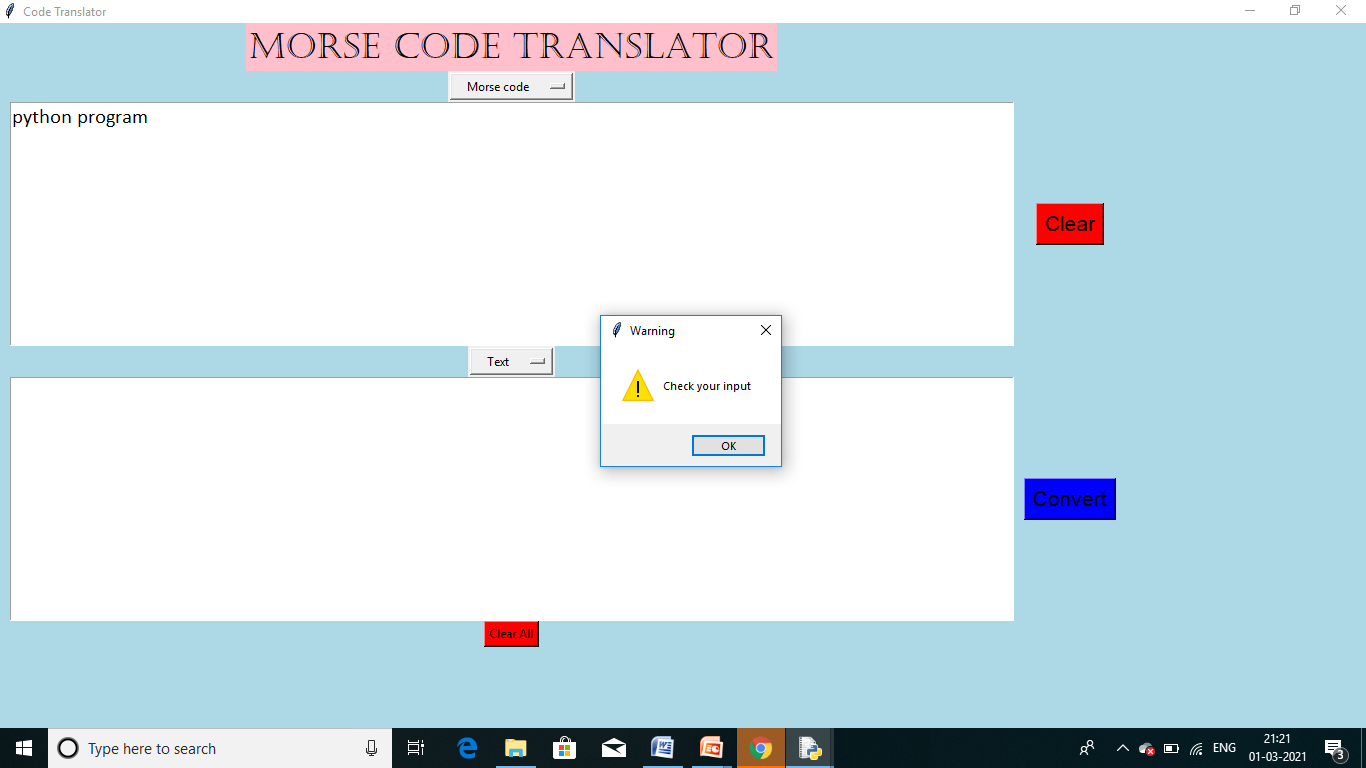 Code Translator
MORSE CODE TRANSLATOR
Morse code
python program
Clear
Warning
Check your input
OK
Text
Convert
Clear All
Type here to search
ENG
21:21
01-03-2021
3